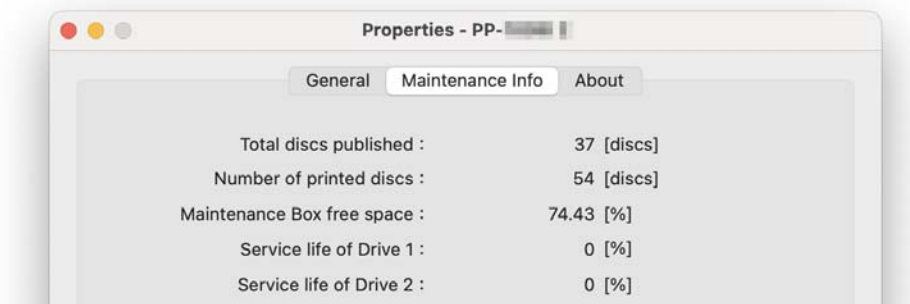 Properties - PP-
General Maintenance Info About
Total discs published : 37 [discs]
Number of printed discs : 54 [discs]
Maintenance Box free space : 74.43 [%]
Service life of Drive 1 : 0 [%]
Service life of Drive 2 : 0 [%]